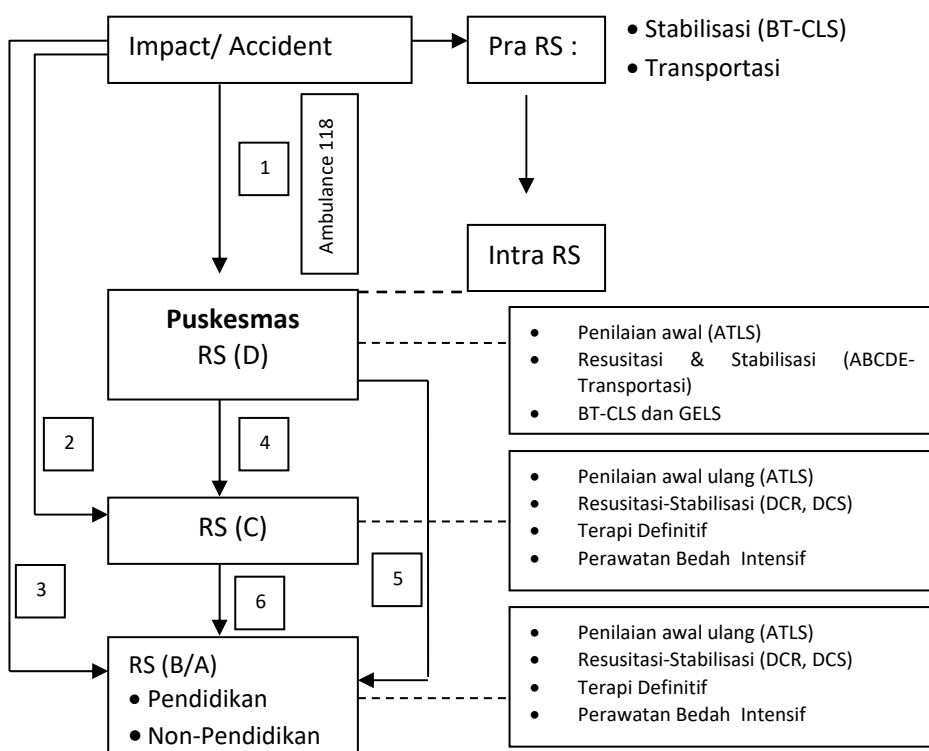 Impact/ Accident
Pra RS :
• Stabilisasi (BT-CLS)
• Transportasi
1
Ambulance 118
Intra RS
Puskesmas
RS (D)
• Penilaian awal (ATLS)
• Resusitasi & Stabilisasi (ABCDE-
Transportasi)
• BT-CLS dan GELS
2
4
RS (C)
• Penilaian awal ulang (ATLS)
• Resusitasi-Stabilisasi (DCR, DCS)
• Terapi Definitif
• Perawatan Bedah Intensif
3
6
5
RS (B/A)
• Pendidikan
• Non-Pendidikan
• Penilaian awal ulang (ATLS)
• Resusitasi-Stabilisasi (DCR, DCS)
• Terapi Definitif
• Perawatan Bedah Intensif